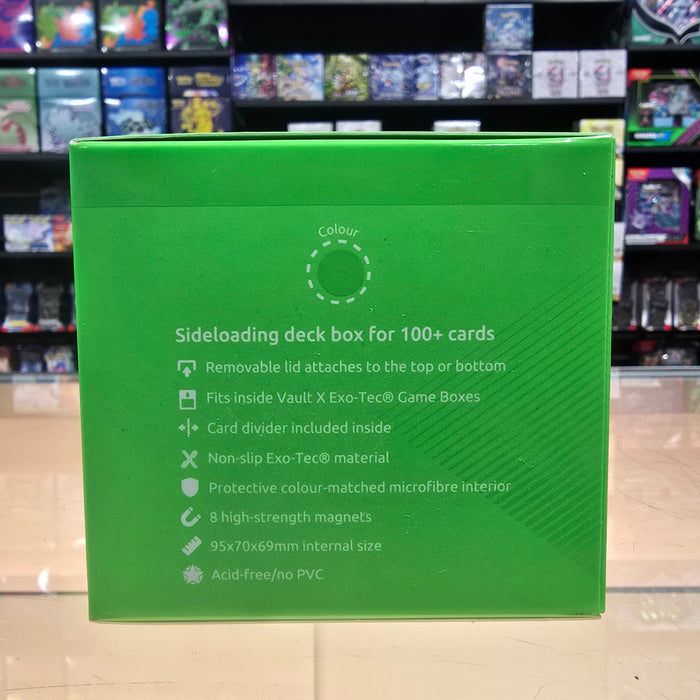 Colour
Sideloading deck box for 100+ cards
Removable lid attaches to the top or bottom
Fits inside Vault X Exo-Tec® Game Boxes
Card divider included inside
Non-slip Exo-Tec® material
Protective colour-matched microfibre interior
8 high-strength magnets
95x70x69mm internal size
Acid-free/no PVC